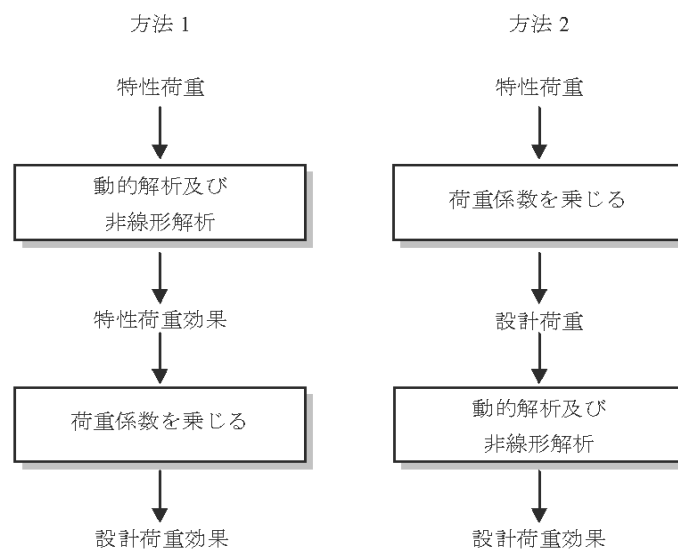 方法 1
特性荷重
動的解析及び
非線形解析
特性荷重効果
荷重係数を乗じる
設計荷重効果
方法 2
特性荷重
荷重係数を乗じる
設計荷重
動的解析及び
非線形解析
設計荷重効果